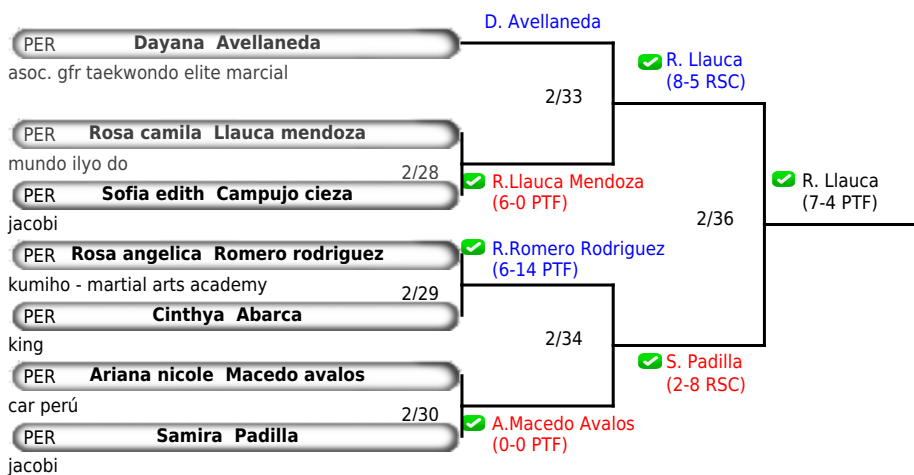 D. Avellaneda
PER Dayana Avellaneda
asoc. gfr taekwondo elite marcial
R. Llauca
(8-5 RSC)
2/33
PER Rosa camila Llauca mendoza
mundo ilyo do
2/28
PER Sofia edith Campujo cieza
R.Llauca Mendoza
(6-0 PTF)
jacobi
R. Llauca
(7-4 PTF)
2/36
PER Rosa angelica Romero rodriguez
R.Romero Rodriguez
(6-14 PTF)
kumiho - martial arts academy
2/29
PER Cinthya Abarca
king
2/34
PER Ariana nicole Macedo avalos
S. Padilla
(2-8 RSC)
car perú
2/30
PER Samira Padilla
A.Macedo Avalos
(0-0 PTF)
jacobi